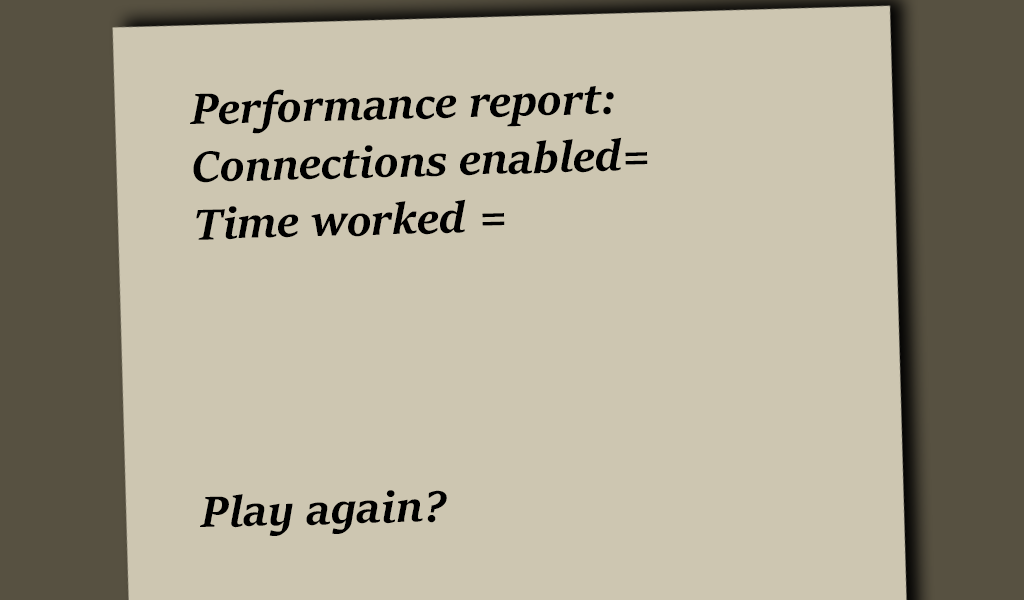 Performance report:
Connections enabled=
Time worked =
Play again?